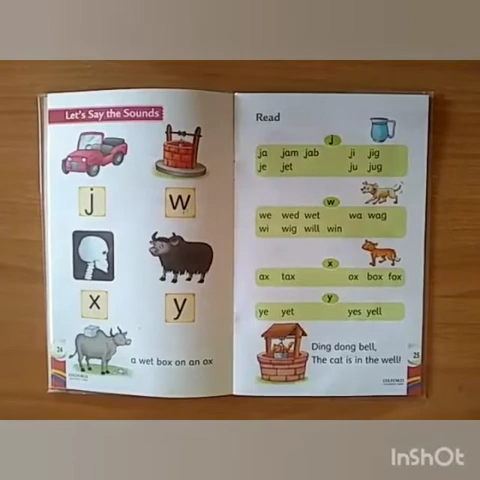 Let's Say the Sounds
j
w
x
y
a wet box on an ox
24
OXFORD
Read
j
ja jam jab ji jig
je jet ju jug
w
we wed wet wa wag
wi wig will win
x
ax tax ox box fox
y
ye yet yes yell
Ding dong bell,
The cat is in the well!
25
OXFORD
InShOt